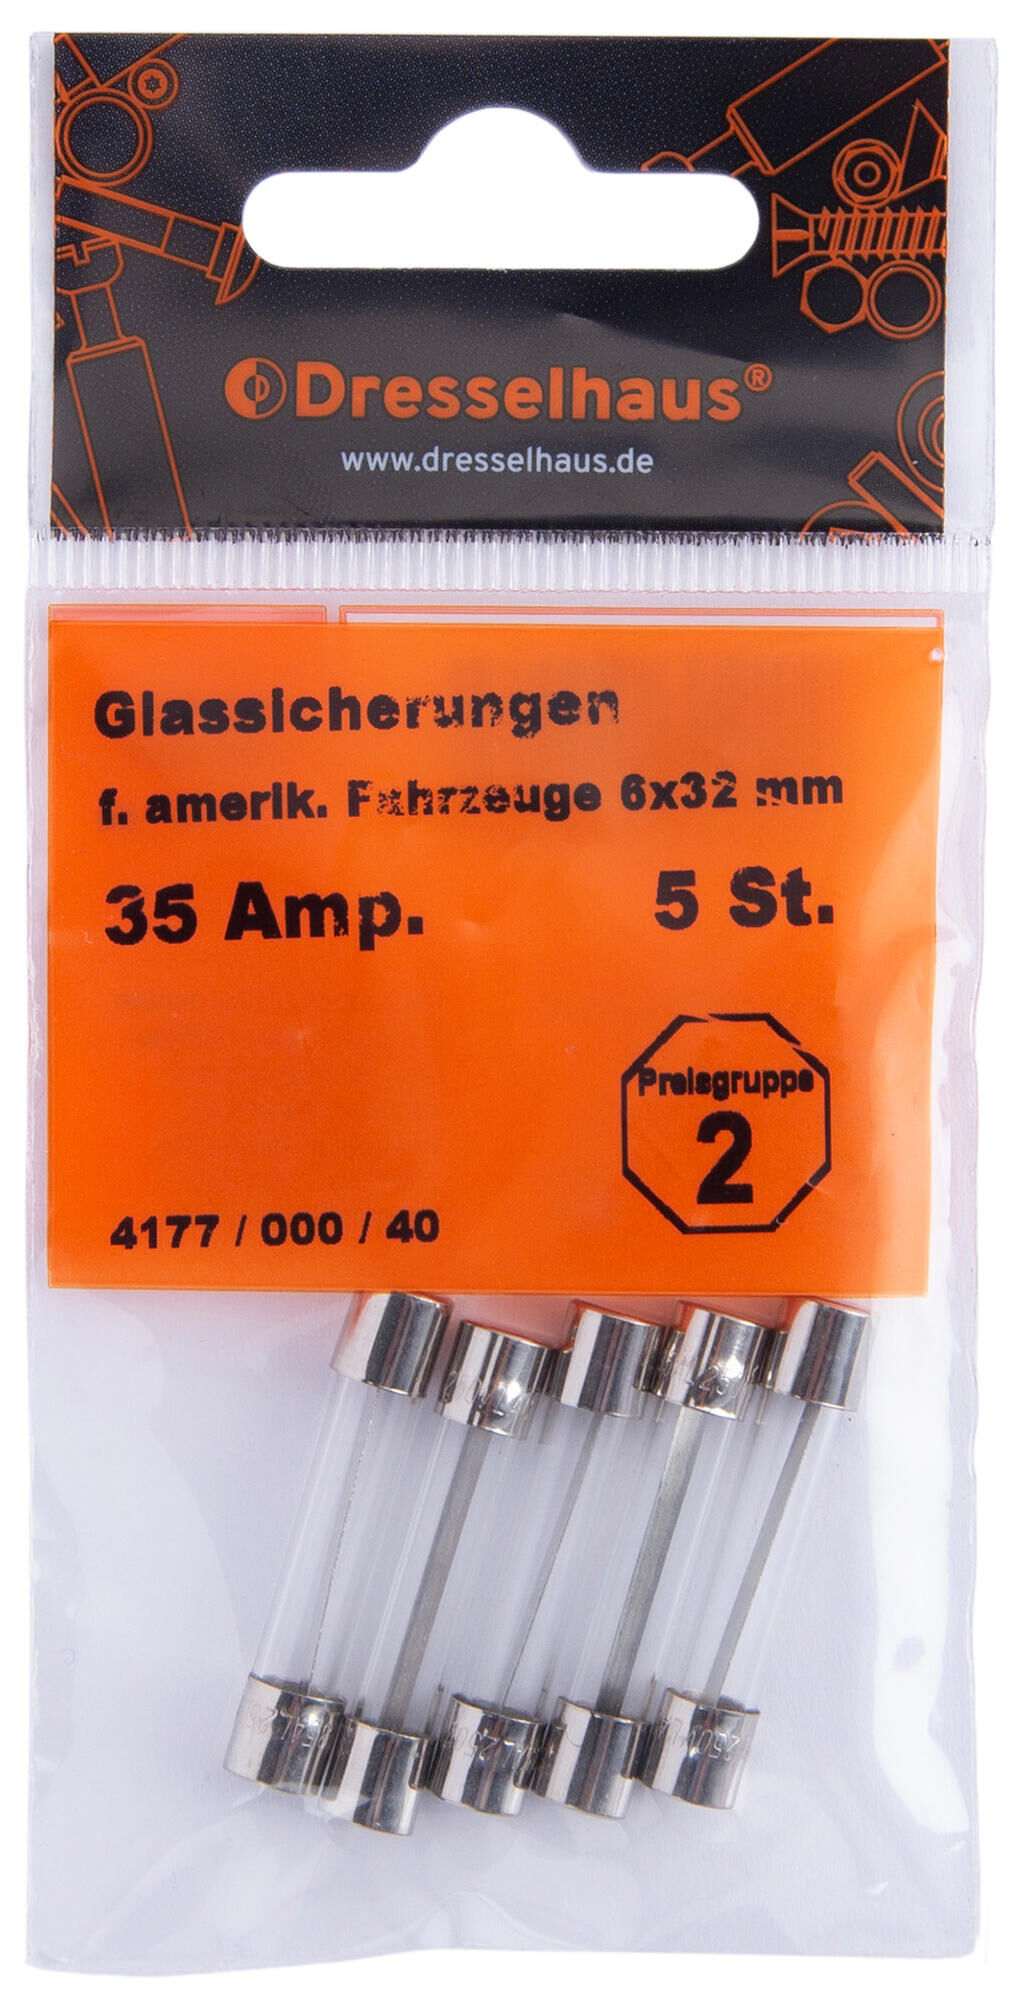 Dresselhaus®
www.dresselhaus.de
Glassicherungen
f. amerik. Fahrzeuge 6x32 mm
35 Amp. 5 St.
Preisgruppe
2
4177 / 000 / 40